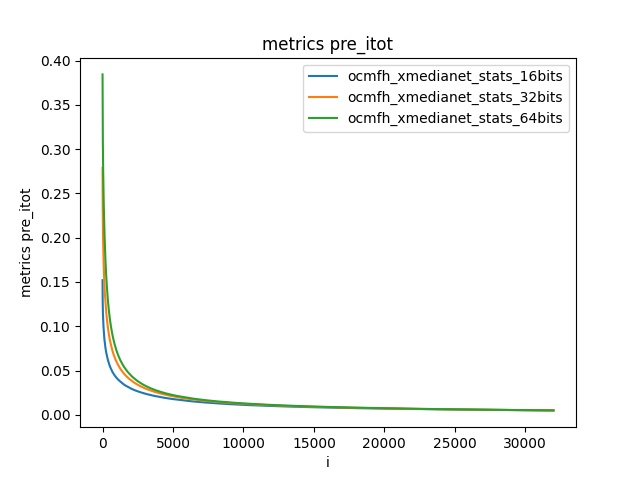 metrics pre_itot
ocmfh_xmedianet_stats_16bits
ocmfh_xmedianet_stats_32bits
ocmfh_xmedianet_stats_64bits
metrics pre_itot
0.40
0.35
0.30
0.25
0.20
0.15
0.10
0.05
0.00
0 5000 10000 15000 20000 25000 30000
i